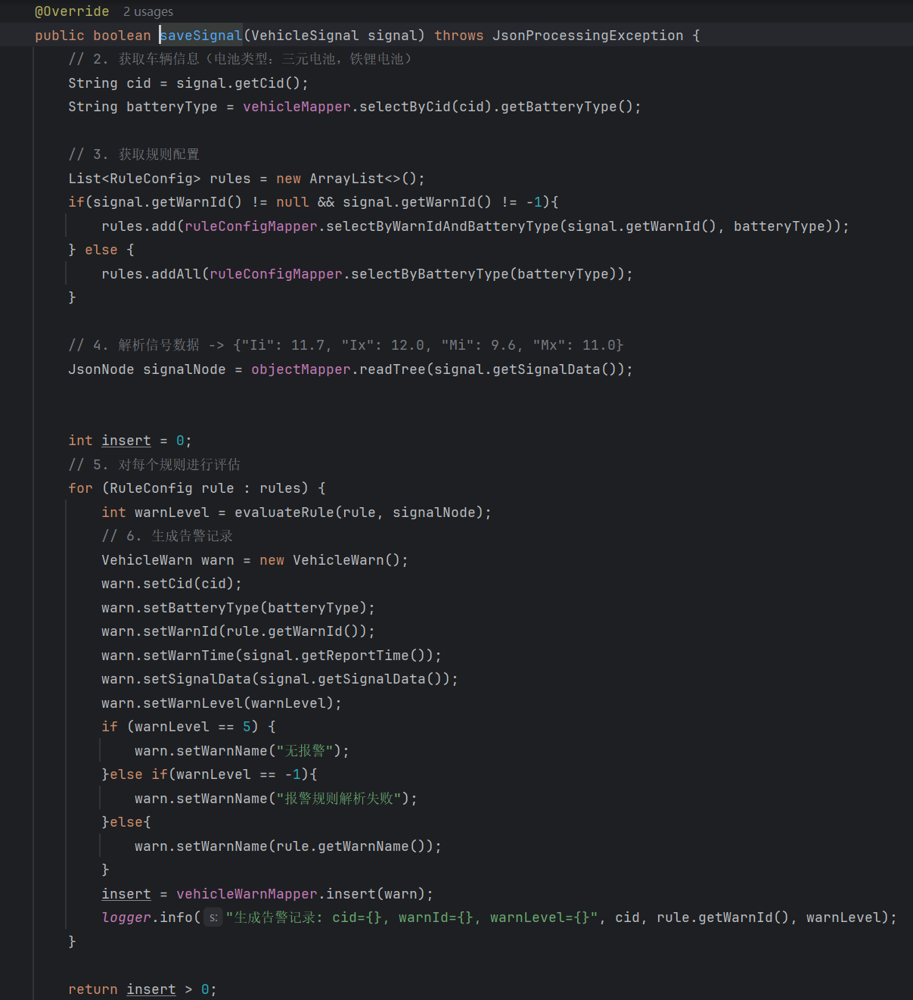 @Override  2 usages
public boolean saveSignal(VehicleSignal signal) throws JsonProcessingException {
    // 2. 获取车辆信息（电池类型：三元电池，铁锂电池）
    String cid = signal.getCid();
    String batteryType = vehicleMapper.selectByCid(cid).getBatteryType();

    // 3. 获取规则配置
    List<RuleConfig> rules = new ArrayList<>();
    if(signal.getWarnId() != null && signal.getWarnId() != -1){
        rules.add(ruleConfigMapper.selectByWarnIdAndBatteryType(signal.getWarnId(), batteryType));
    } else {
        rules.addAll(ruleConfigMapper.selectByBatteryType(batteryType));
    }

    // 4. 解析信号数据 -> {"Ii": 11.7, "Ix": 12.0, "Mi": 9.6, "Mx": 11.0}
    JsonNode signalNode = objectMapper.readTree(signal.getSignalData());


    int insert = 0;
    // 5. 对每个规则进行评估
    for (RuleConfig rule : rules) {
        int warnLevel = evaluateRule(rule, signalNode);
        // 6. 生成告警记录
        VehicleWarn warn = new VehicleWarn();
        warn.setCid(cid);
        warn.setBatteryType(batteryType);
        warn.setWarnId(rule.getWarnId());
        warn.setWarnTime(signal.getReportTime());
        warn.setSignalData(signal.getSignalData());
        warn.setWarnLevel(warnLevel);
        if (warnLevel == 5) {
            warn.setWarnName("无报警");
        }else if(warnLevel == -1){
            warn.setWarnName("报警规则解析失败");
        }else{
            warn.setWarnName(rule.getWarnName());
        }
        insert = vehicleWarnMapper.insert(warn);
        logger.info( s: "生成告警记录: cid={}, warnId={}, warnLevel={}", cid, rule.getWarnId(), warnLevel);
    }

    return insert > 0;